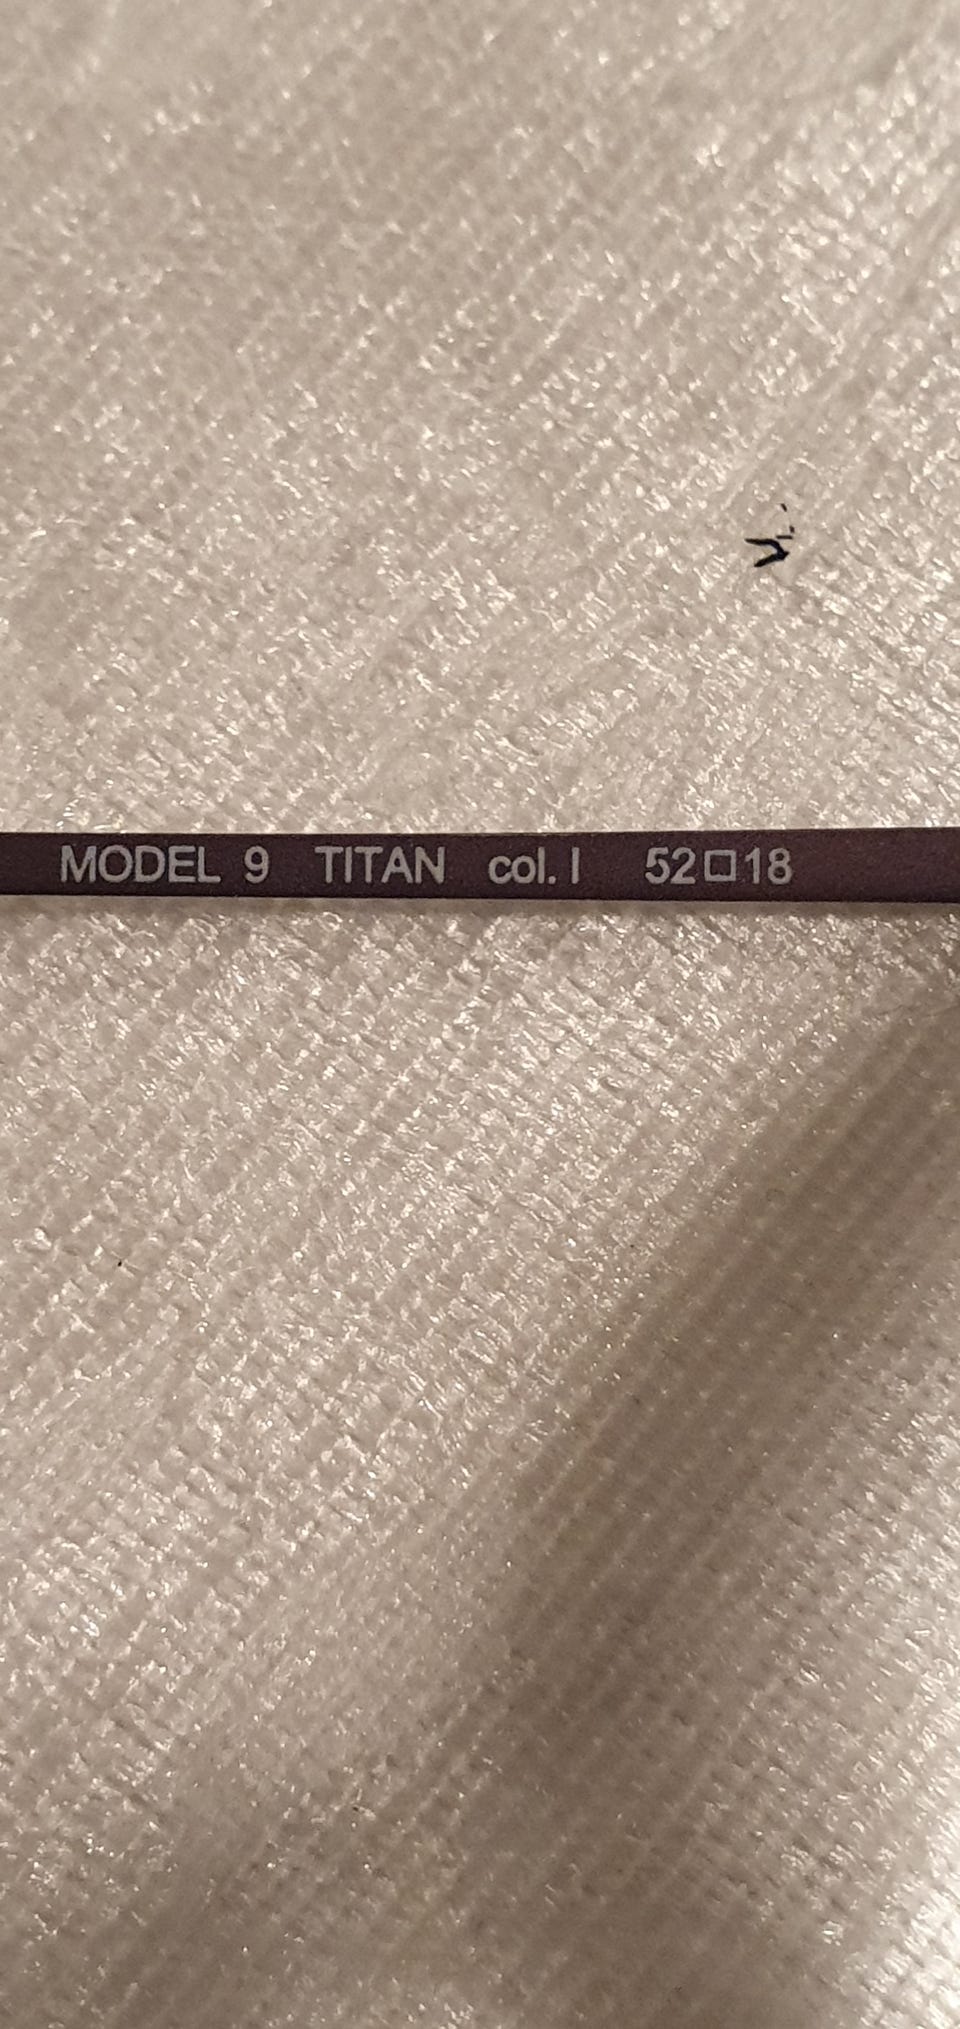 MODEL 9 TITAN col. I 52□18